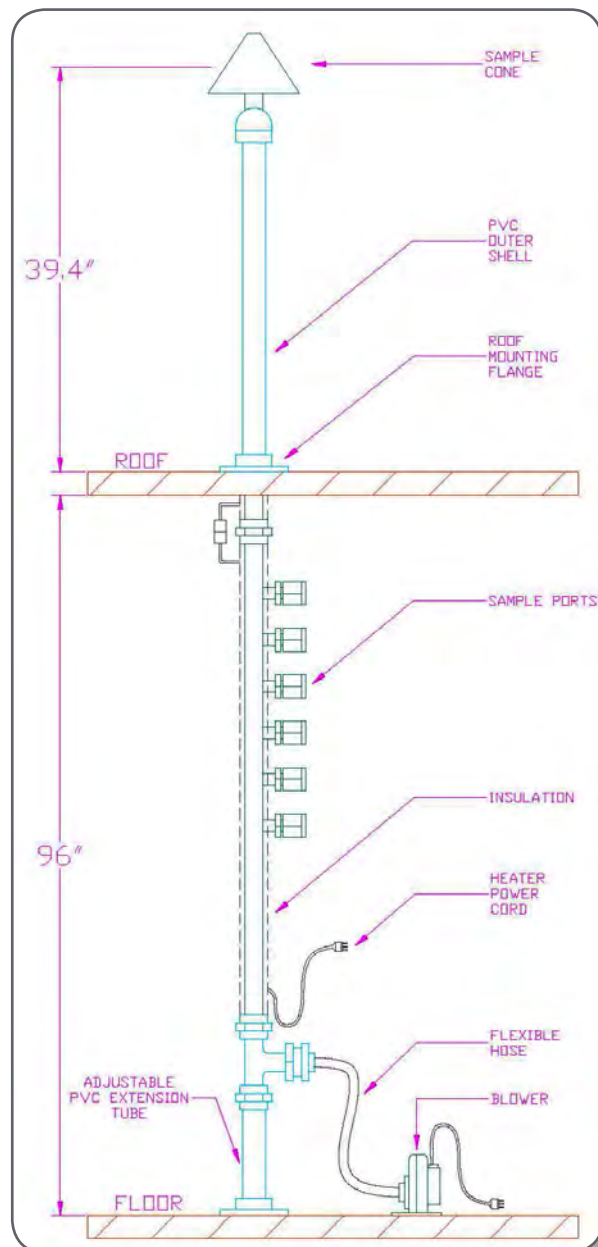 SAMPLE
CONE
PVC
OUTER
SHELL
39.4"
ROOF
MOUNTING
FLANGE
ROOF
SAMPLE PORTS
INSULATION
96"
HEATER
POWER
CORD
FLEXIBLE
HOSE
ADJUSTABLE
PVC EXTENSION
TUBE
BLOWER
FLOOR